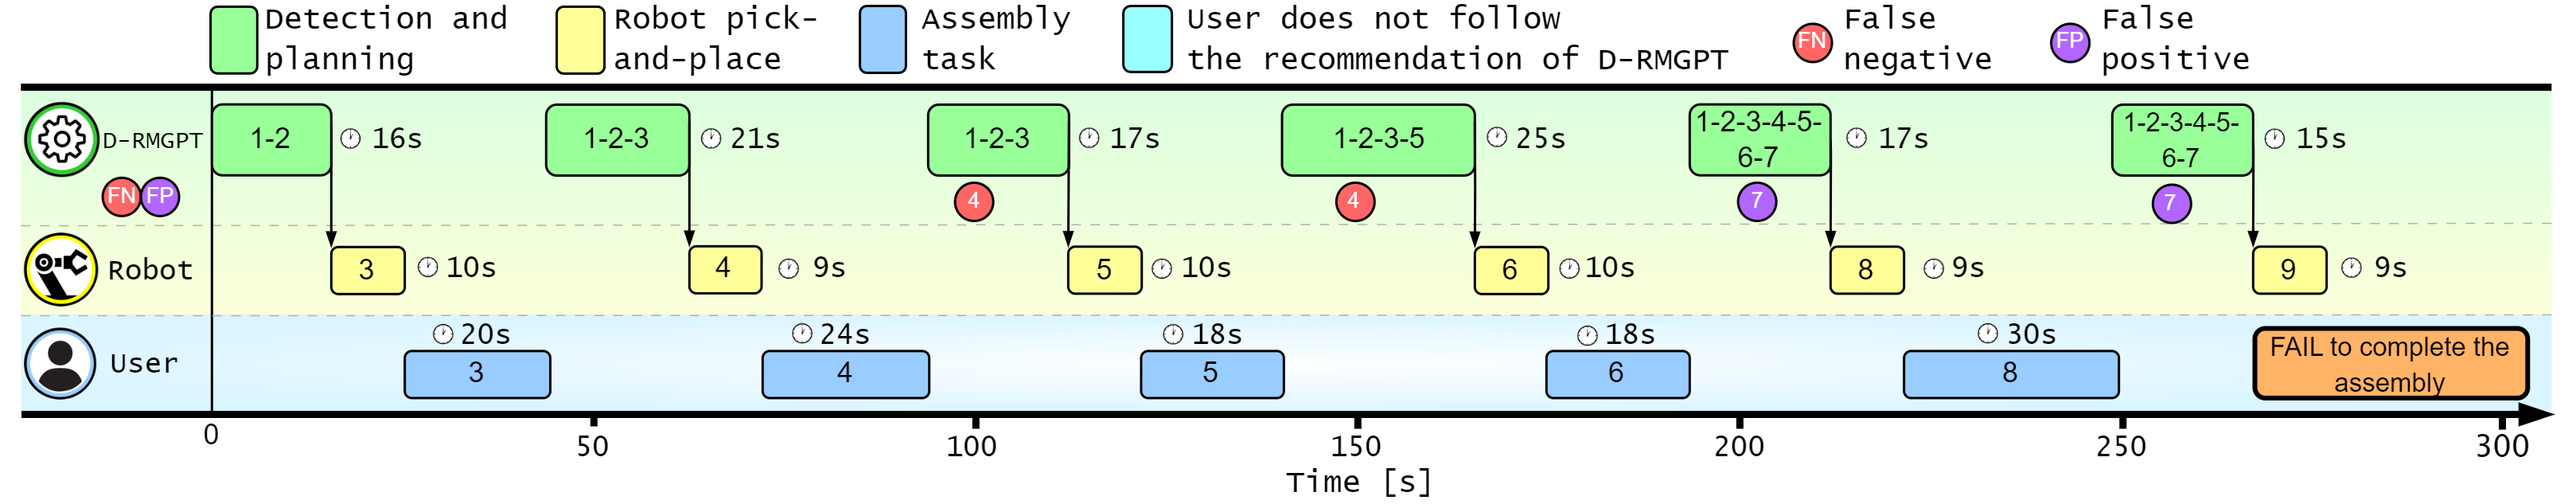 Detection and planning
Robot pick-and-place
Assembly task
User does not follow the recommendation of D-RMGPT
FN False negative
FP False positive
D-RMGPT
FN FP
1-2
16s
1-2-3
21s
1-2-3
17s
1-2-3-5
25s
1-2-3-4-5-
6-7
17s
1-2-3-4-5-
6-7
15s
4
4
7
7
Robot
3
10s
4
9s
5
10s
6
10s
8
9s
9
9s
User
20s
3
24s
4
18s
5
18s
6
30s
8
FAIL to complete the
assembly
0
50
100
150
200
250
300
Time [s]